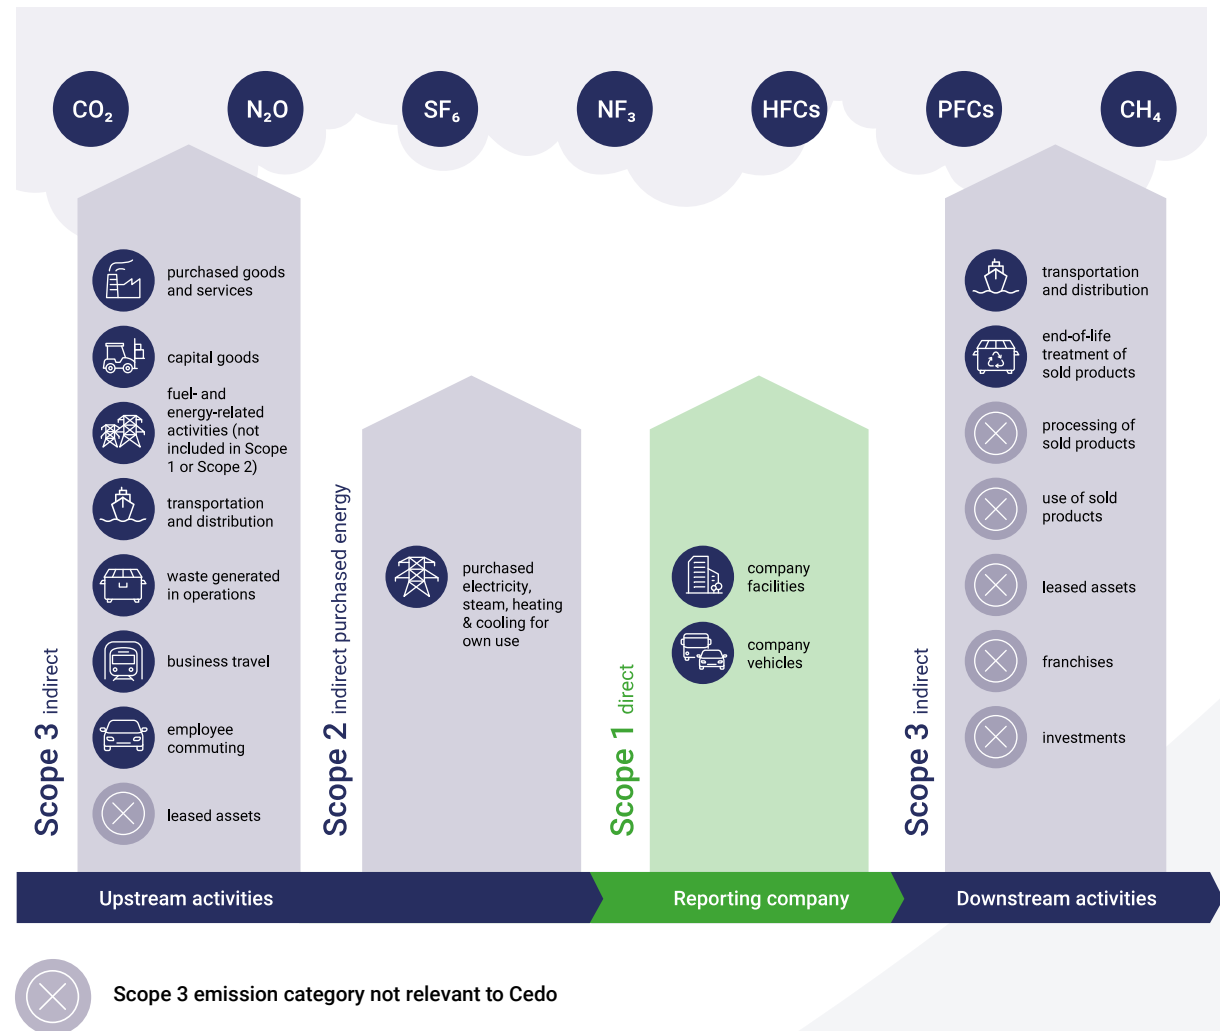 CO₂
N₂O
SF₆
NF₃
HFCs
PFCs
CH₄
Scope 3 indirect
purchased goods
and services
capital goods
fuel- and
energy-related
activities (not
included in Scope
1 or Scope 2)
transportation
and distribution
waste generated
in operations
business travel
employee
commuting
leased assets
Scope 2 indirect purchased energy
purchased
electricity,
steam, heating
& cooling for
own use
Scope 1 direct
company
facilities
company
vehicles
Scope 3 indirect
transportation
and distribution
end-of-life
treatment of
sold products
processing of
sold products
use of sold
products
leased assets
franchises
investments
Upstream activities
Reporting company
Downstream activities
Scope 3 emission category not relevant to Cedo